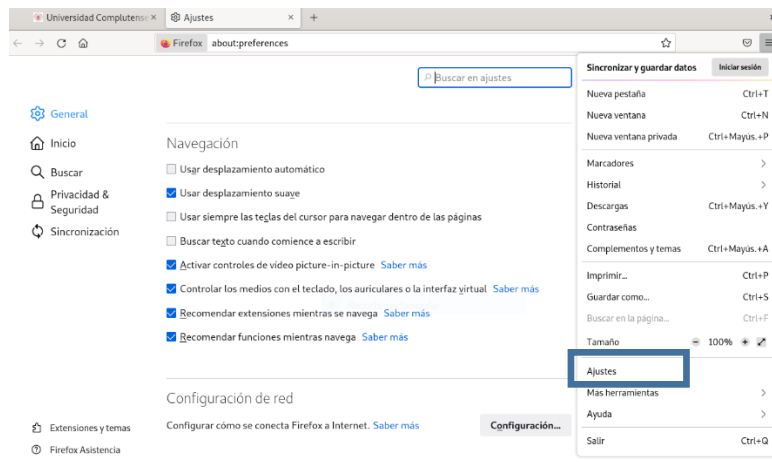 Universidad Complutense
Ajustes
Firefox about:preferences
Buscar en ajustes
General
Inicio
Buscar
Privacidad &
Seguridad
Sincronización
Extensiones y temas
Firefox Asistencia
Navegación
Usar desplazamiento automático
Usar desplazamiento suave
Usar siempre las teclas del cursor para navegar dentro de las páginas
Buscar texto cuando comience a escribir
Activar controles de vídeo picture-in-picture Saber más
Controlar los medios con el teclado, los auriculares o la interfaz virtual Saber más
Recomendar extensiones mientras se navega Saber más
Recomendar funciones mientras navega Saber más
Configuración de red
Configurar cómo se conecta Firefox a Internet. Saber más Configuración...
Sincronizar y guardar datos Iniciar sesión
Nueva pestaña Ctrl+T
Nueva ventana Ctrl+N
Nueva ventana privada Ctrl+Mayús.+P
Marcadores
Historial
Descargas Ctrl+Mayús.+Y
Contraseñas
Complementos y temas Ctrl+Mayús.+A
Imprimir... Ctrl+P
Guardar como... Ctrl+S
Buscar en la página... Ctrl+F
Tamaño 100%
Ajustes
Más herramientas
Ayuda
Salir Ctrl+Q